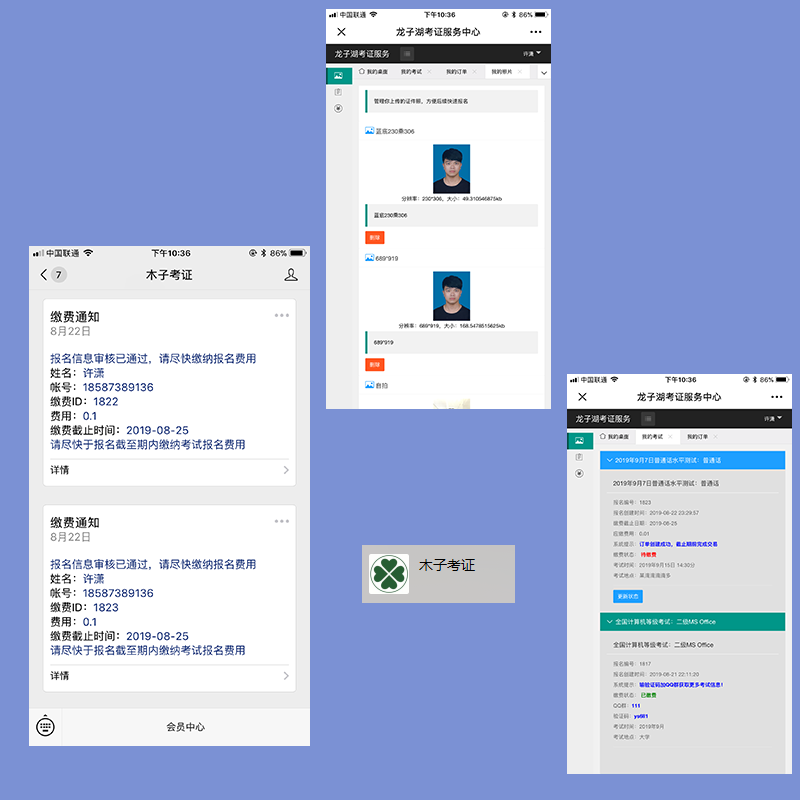 中国联通
下午10:36
86%
龙子湖考证服务中心
龙子湖考证服务
许潇
我的桌面
我的考试
我的订单
我的照片
管理你上传的证件照，方便后续快速报名
蓝底230乘306
分辨率：230*306，大小：49.310546875kb
蓝底230乘306
删除
689*919
分辨率：689*919，大小：168.5478515625kb
689*919
删除
自拍
中国联通
下午10:36
86%
7
木子考证
缴费通知
8月22日
报名信息审核已通过，请尽快缴纳报名费用
姓名：许潇
帐号：18587389136
缴费ID：1822
费用：0.1
缴费截止时间：2019-08-25
请尽快于报名截至期内缴纳考试报名费用
详情
缴费通知
8月22日
报名信息审核已通过，请尽快缴纳报名费用
姓名：许潇
帐号：18587389136
缴费ID：1823
费用：0.1
缴费截止时间：2019-08-25
请尽快于报名截至期内缴纳考试报名费用
详情
会员中心
木子考证
中国联通
下午10:36
86%
龙子湖考证服务中心
龙子湖考证服务
许潇
我的桌面
我的考试
我的订单
2019年9月7日普通话水平测试：普通话
2019年9月7日普通话水平测试：普通话
报名编号：1823
报名创建时间：2019-08-22 23:29:57
缴费截止日期：2019-08-25
应缴费用：0.01
系统提示：订单创建成功，截止期前完成交易
缴费状态：待缴费
考试时间：2019年9月15日 14:30分
考试地点：
更新状态
全国计算机等级考试：二级MS Office
全国计算机等级考试：二级MS Office
报名编号：1817
报名创建时间：2019-08-21 22:11:20
系统提示：输验证码加QQ群获取更多考试信息！
缴费状态：已缴费
QQ群：111
验证码：
考试时间：2019年9月
考试地点：大学